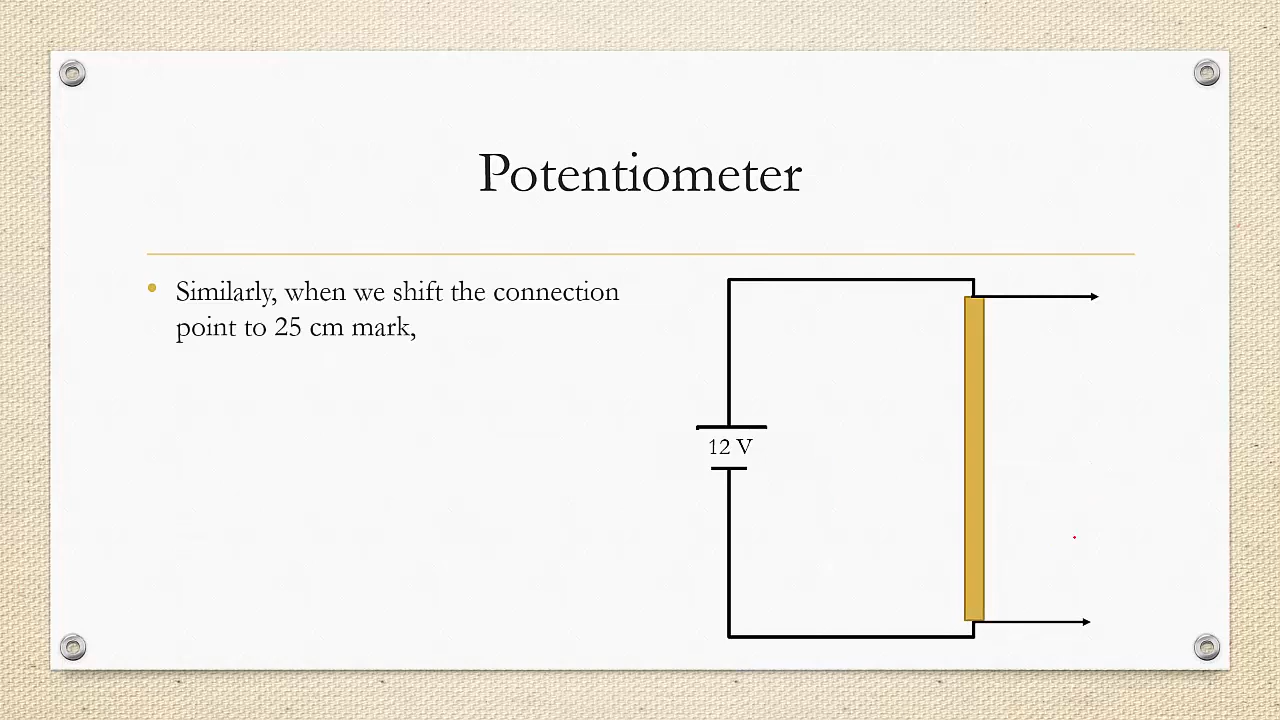 Potentiometer
Similarly, when we shift the connection
point to 25 cm mark,
12 V